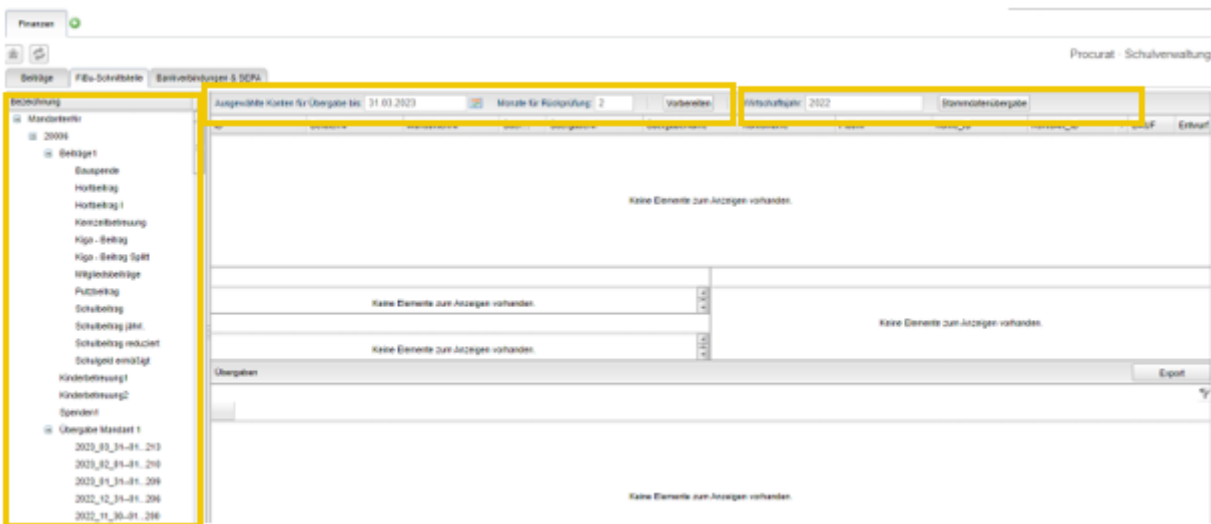 Finanzen
Procurat · Schulverwaltung
Beiträge FiBu-Schnittstelle Bankverbindungen & SEPA
Bezeichnung
Ausgewählte Konten für Übergabe bis: 31.03.2023 Monate für Rückprüfung: 2 Vorbereiten Wirtschaftsjahr: 2022 Stammdatenübergabe
MandantenNr
Entwurf
20006
Beiträge1
Bauspende
Hortbeitrag
Hortbeitrag I
Kernzeitbetreuung
Kiga - Beitrag
Kiga - Beitrag Splitt
Mitgliedsbeiträge
Putzbeitrag
Schulbeitrag
Schulbeitrag jährl.
Schulbeitrag reduziert
Schulgeld ermäßigt
Kinderbetreuung1
Kinderbetreuung2
Spenden1
Übergabe Mandant 1
2023_03_31--01...213
2023_02_01--01...210
2023_01_31--01...209
2022_12_31--01...206
2022_11_30--01...200
Keine Elemente zum Anzeigen vorhanden.
Keine Elemente zum Anzeigen vorhanden.
Keine Elemente zum Anzeigen vorhanden.
Keine Elemente zum Anzeigen vorhanden.
Übergaben Export
Keine Elemente zum Anzeigen vorhanden.